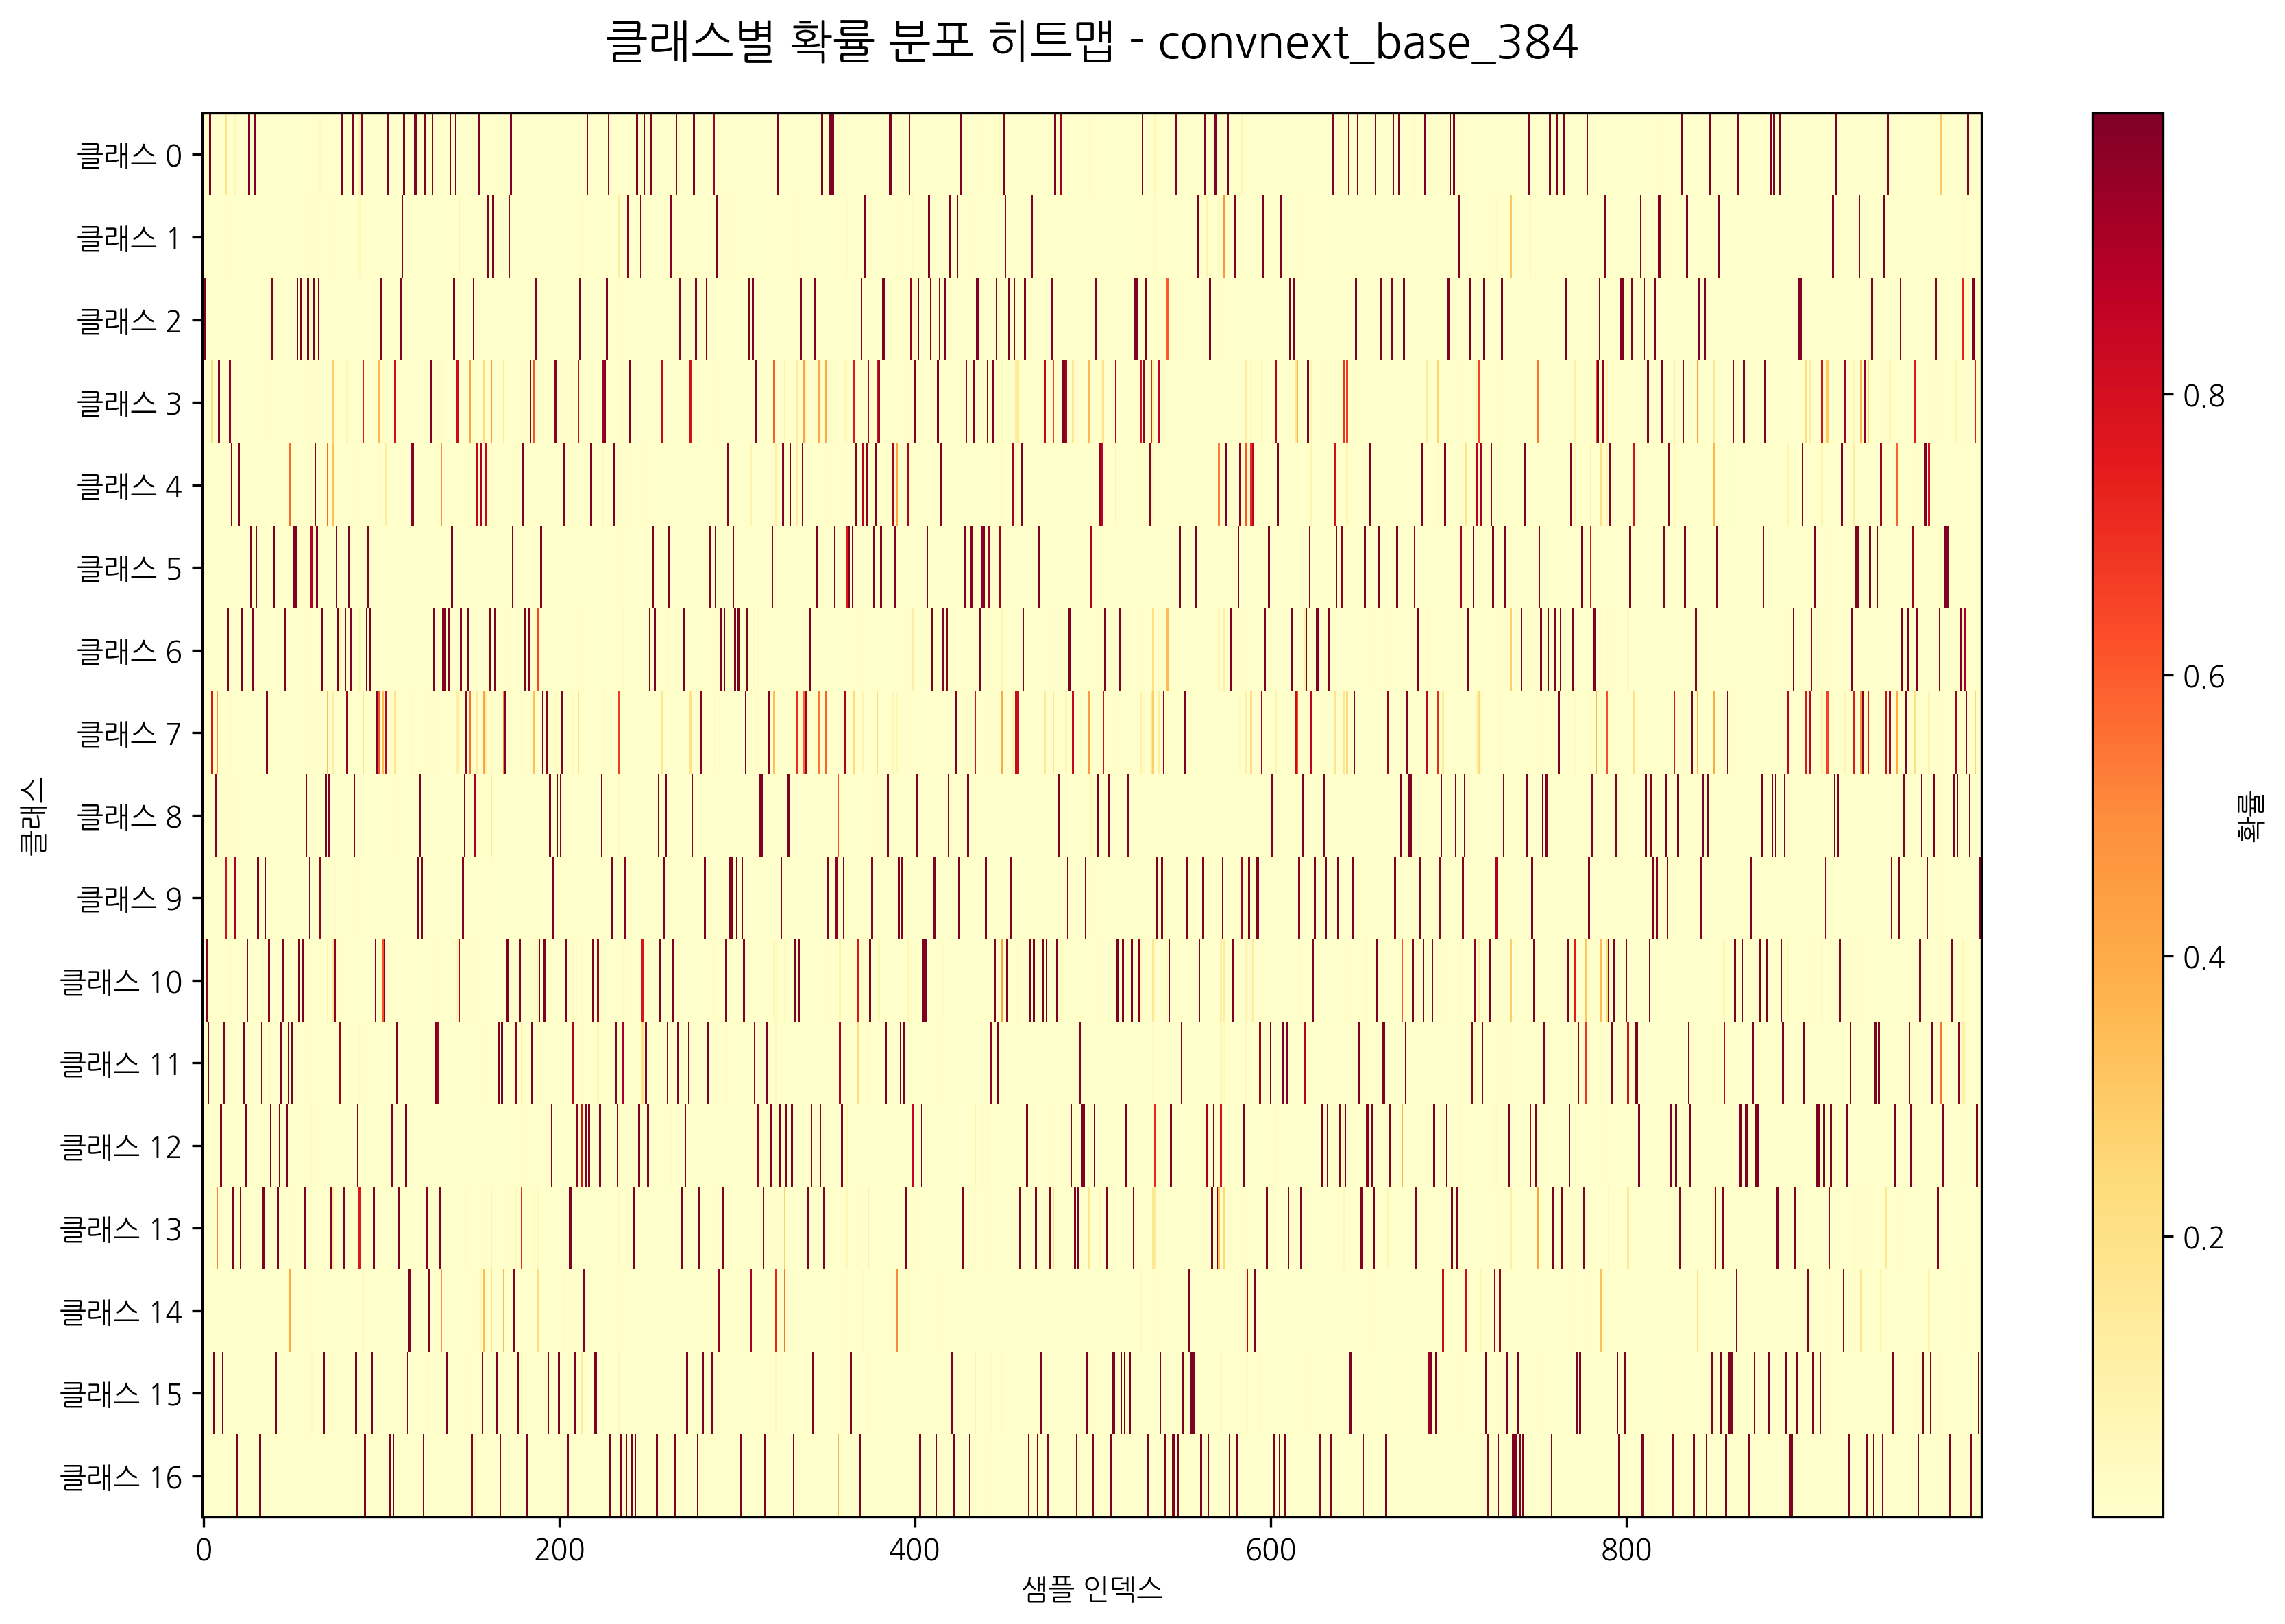 클래스별 확률 분포 히트맵 - convnext_base_384
클래스
클래스 0
클래스 1
클래스 2
클래스 3
클래스 4
클래스 5
클래스 6
클래스 7
클래스 8
클래스 9
클래스 10
클래스 11
클래스 12
클래스 13
클래스 14
클래스 15
클래스 16
0 200 400 600 800
샘플 인덱스
0.8
0.6
0.4
0.2
확률